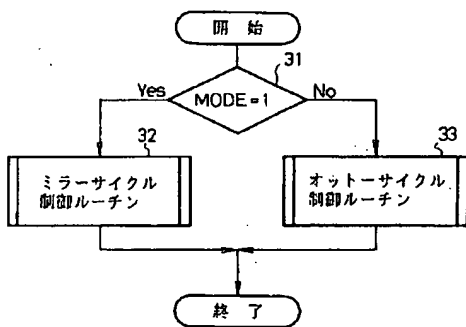 開始
31
Yes
MODE=1
No
32
ミラーサイクル
制御ルーチン
33
オットーサイクル
制御ルーチン
終了